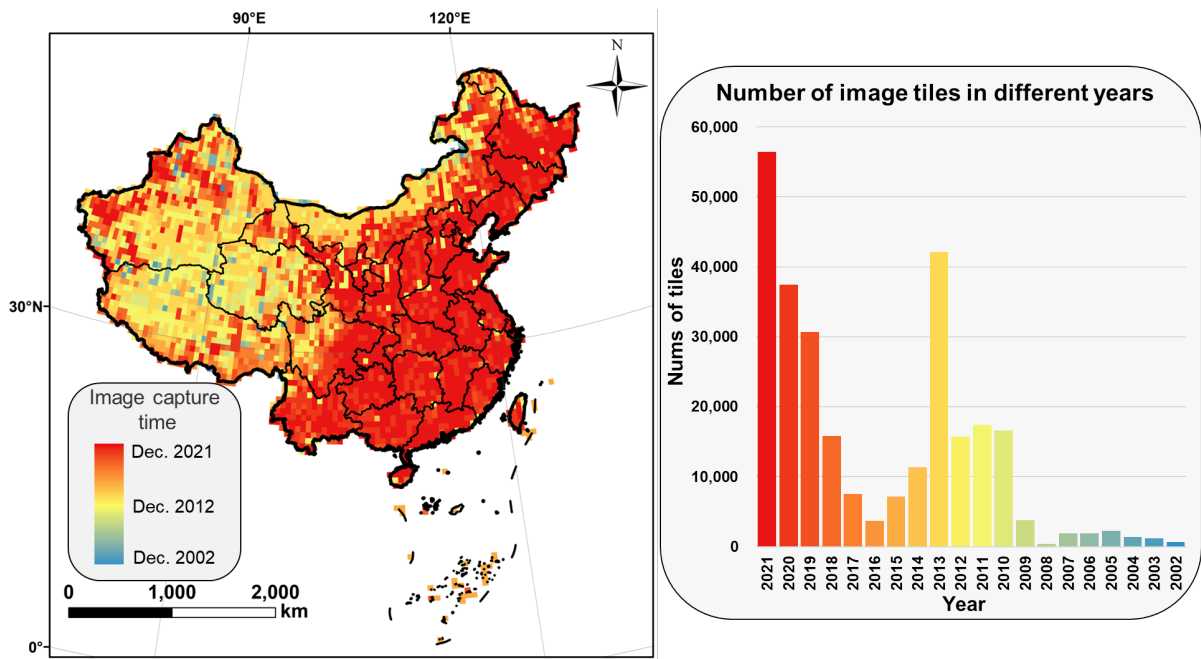 90°E
120°E
N
30°N
0°
Image capture
time
Dec. 2021
Dec. 2012
Dec. 2002
0
1,000
2,000
km
Number of image tiles in different years
Nums of tiles
60,000
50,000
40,000
30,000
20,000
10,000
0
2021
2020
2019
2018
2017
2016
2015
2014
2013
2012
2011
2010
2009
2008
2007
2006
2005
2004
2003
2002
Year